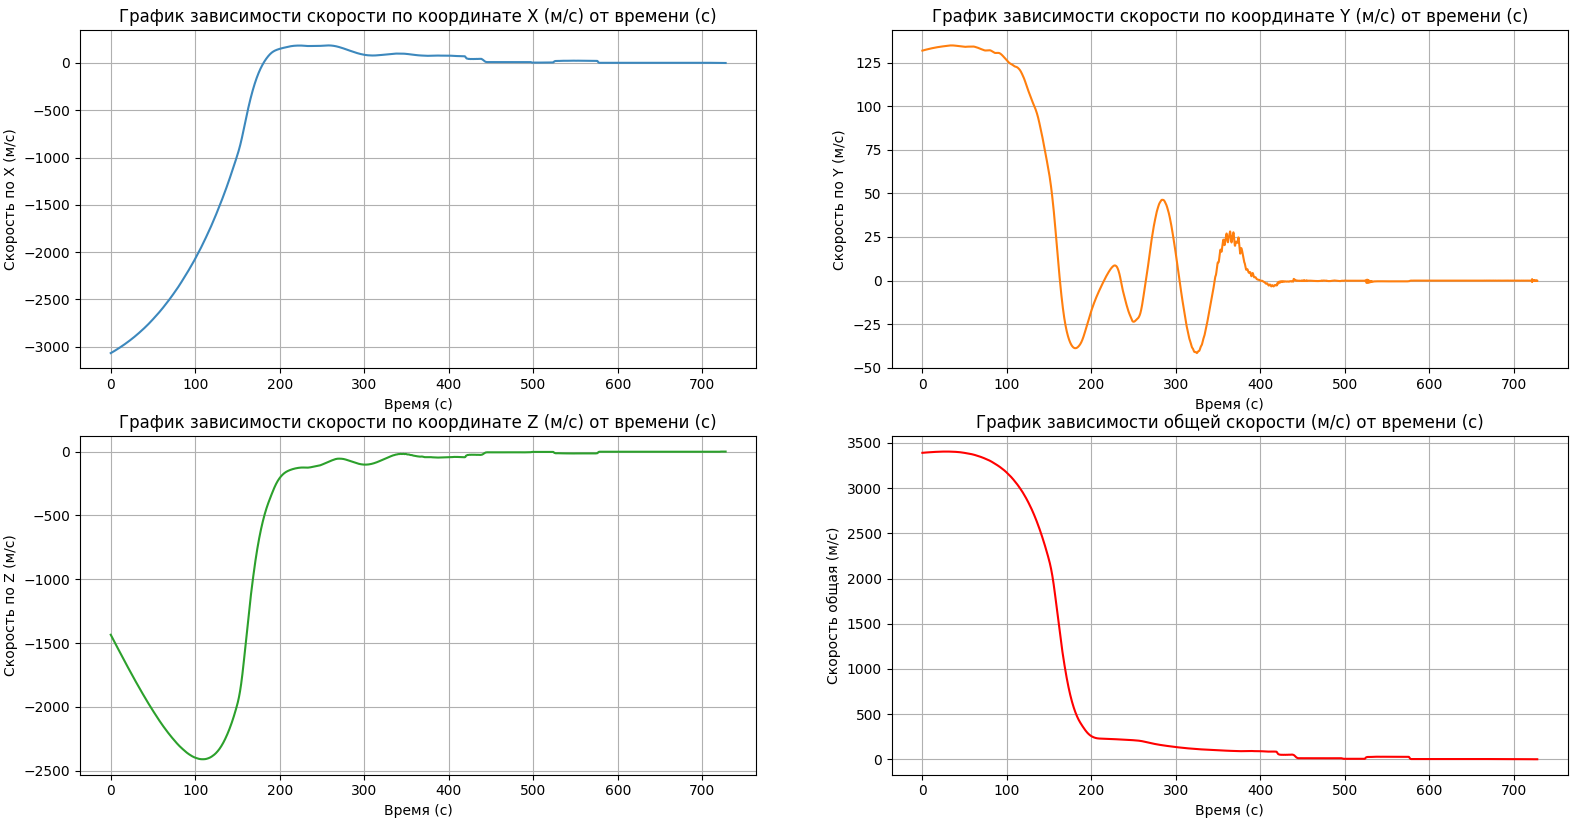 График зависимости скорости по координате X (м/с) от времени (с)
Скорость по X (м/с)
0
−500
−1000
−1500
−2000
−2500
−3000
0 100 200 300 400 500 600 700
Время (с)
График зависимости скорости по координате Y (м/с) от времени (с)
Скорость по Y (м/с)
125
100
75
50
25
0
−25
−50
0 100 200 300 400 500 600 700
Время (с)
График зависимости скорости по координате Z (м/с) от времени (с)
Скорость по Z (м/с)
0
−500
−1000
−1500
−2000
−2500
0 100 200 300 400 500 600 700
Время (с)
График зависимости общей скорости (м/с) от времени (с)
Скорость общая (м/с)
3500
3000
2500
2000
1500
1000
500
0
0 100 200 300 400 500 600 700
Время (с)